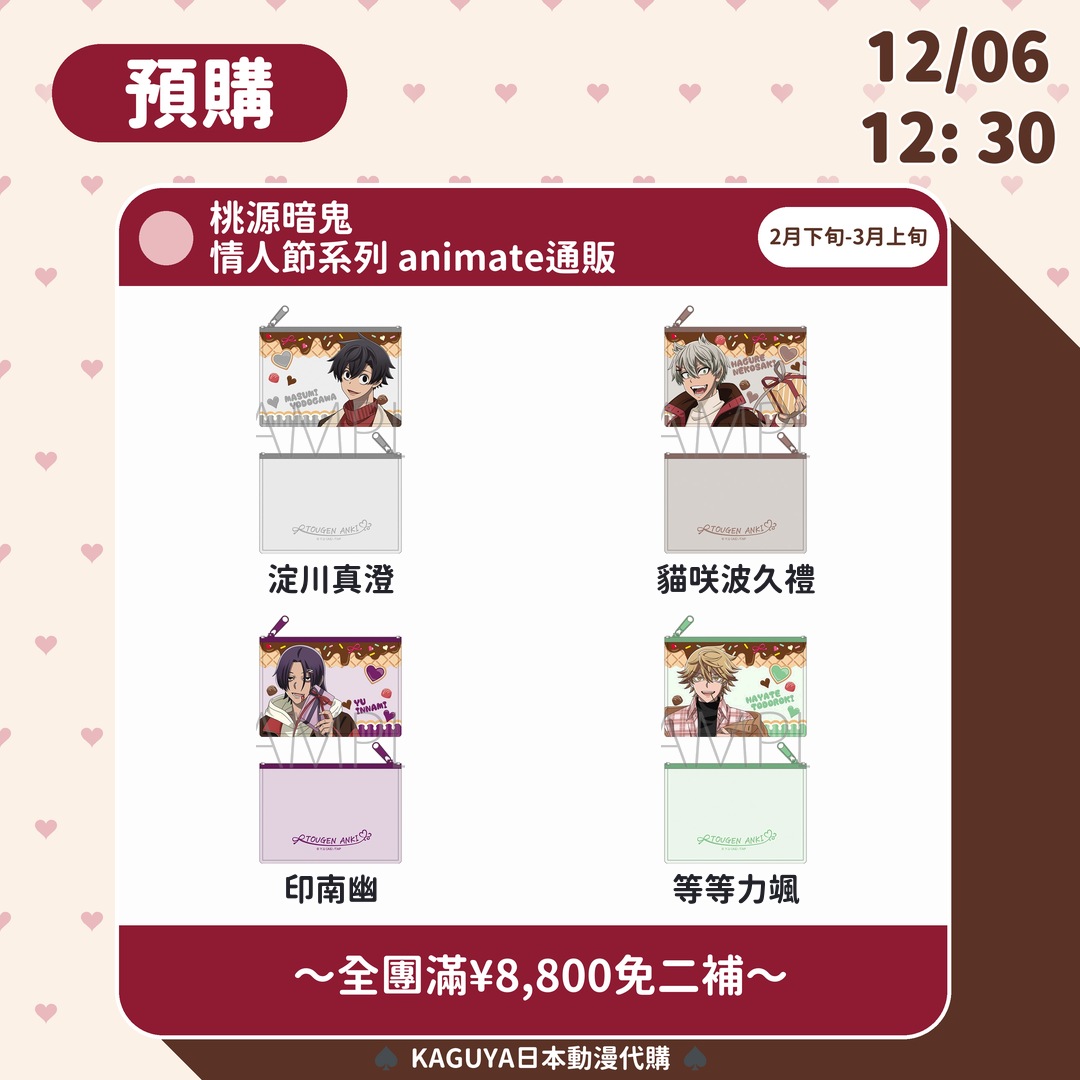 預購
12/06
12: 30
桃源暗鬼
情人節系列 animate通販
2月下旬-3月上旬
MASUMI
YODOGAWA
HAGURE
NEKOSAKI
TOUGEN ANKI
TOUGEN ANKI
淀川真澄
貓咲波久禮
YU
INNAMI
HAYATE
TODOROKI
TOUGEN ANKI
TOUGEN ANKI
印南幽
等等力颯
～全團滿¥8,800免二補～
KAGUYA日本動漫代購